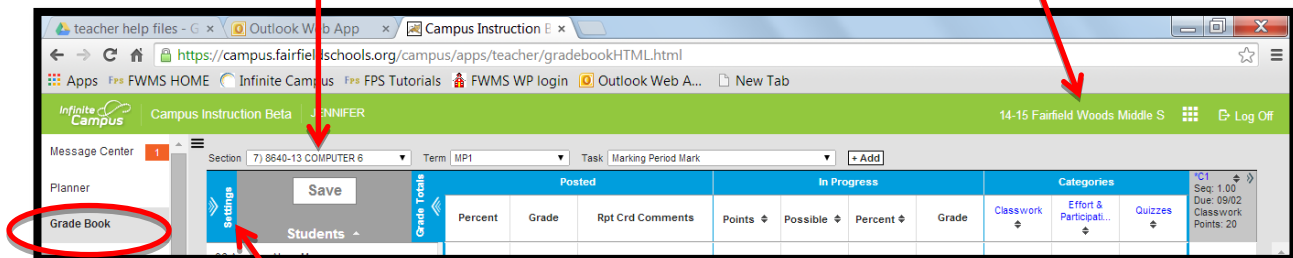 teacher help files - G
Outlook Web App
Campus Instruction B
https://campus.fairfieldschools.org/campus/apps/teacher/gradebookHTML.html
Apps FPS FWMS HOME Infinite Campus FPS FPS Tutorials FWMS WP login Outlook Web A... New Tab
Infinite Campus
Campus Instruction Beta JENNIFER
14-15 Fairfield Woods Middle S
Log Off
Message Center 1
Section 7) 8640-13 COMPUTER 6 Term MP1 Task Marking Period Mark + Add
Planner
Grade Book
Settings
Save
Students
Grade Totals
Posted
In Progress
Categories
Percent Grade Rpt Crd Comments Points Possible Percent Grade
Classwork
Effort &
Participati...
Quizzes
*C1
Seq: 1.00
Due: 09/02
Classwork
Points: 20